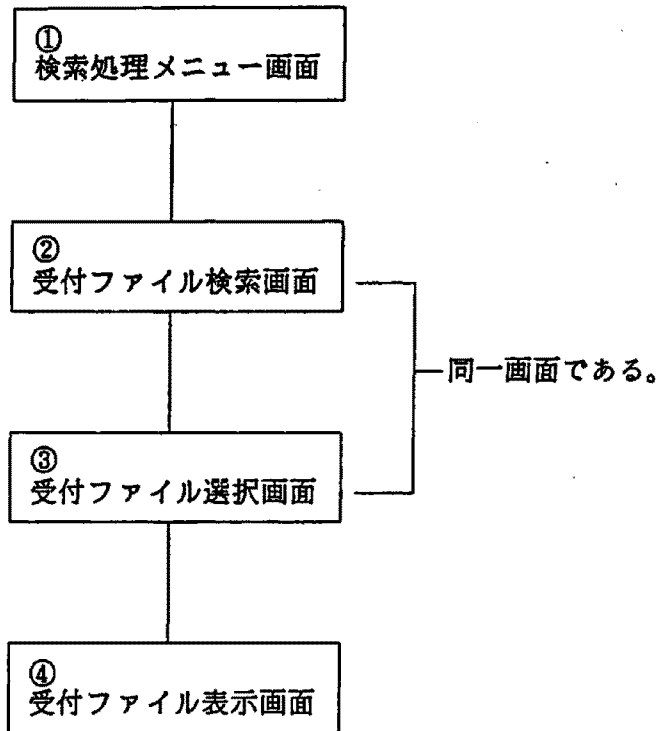 ①
検索処理メニュー画面
②
受付ファイル検索画面
同一画面である。
③
受付ファイル選択画面
④
受付ファイル表示画面